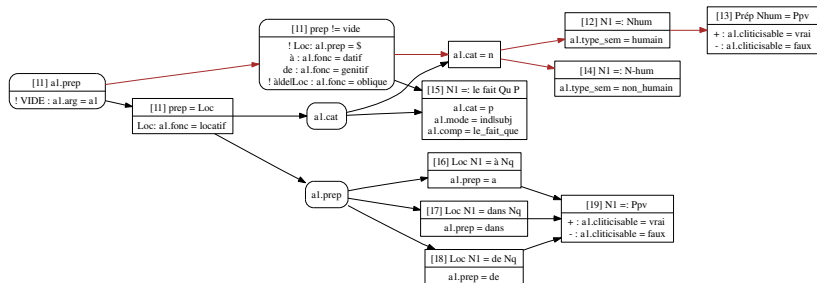 [11] a1.prep
! VIDE : a1.arg = a1
[11] prep != vide
! Loc: a1.prep = $
à : a1.fonc = datif
de : a1.fonc = genitif
! à|de|Loc : a1.fonc = oblique
[11] prep = Loc
Loc: a1.fonc = locatif
a1.cat = n
a1.cat
[12] N1 =: Nhum
a1.type_sem = humain
[13] Prép Nhum = Ppv
+ : a1.cliticisable = vrai
- : a1.cliticisable = faux
[14] N1 =: N-hum
a1.type_sem = non_humain
[15] N1 =: le fait Qu P
a1.cat = p
a1.mode = ind|subj
a1.comp = le_fait_que
a1.prep
[16] Loc N1 = à Nq
a1.prep = a
[17] Loc N1 = dans Nq
a1.prep = dans
[18] Loc N1 = de Nq
a1.prep = de
[19] N1 =: Ppv
+ : a1.cliticisable = vrai
- : a1.cliticisable = faux